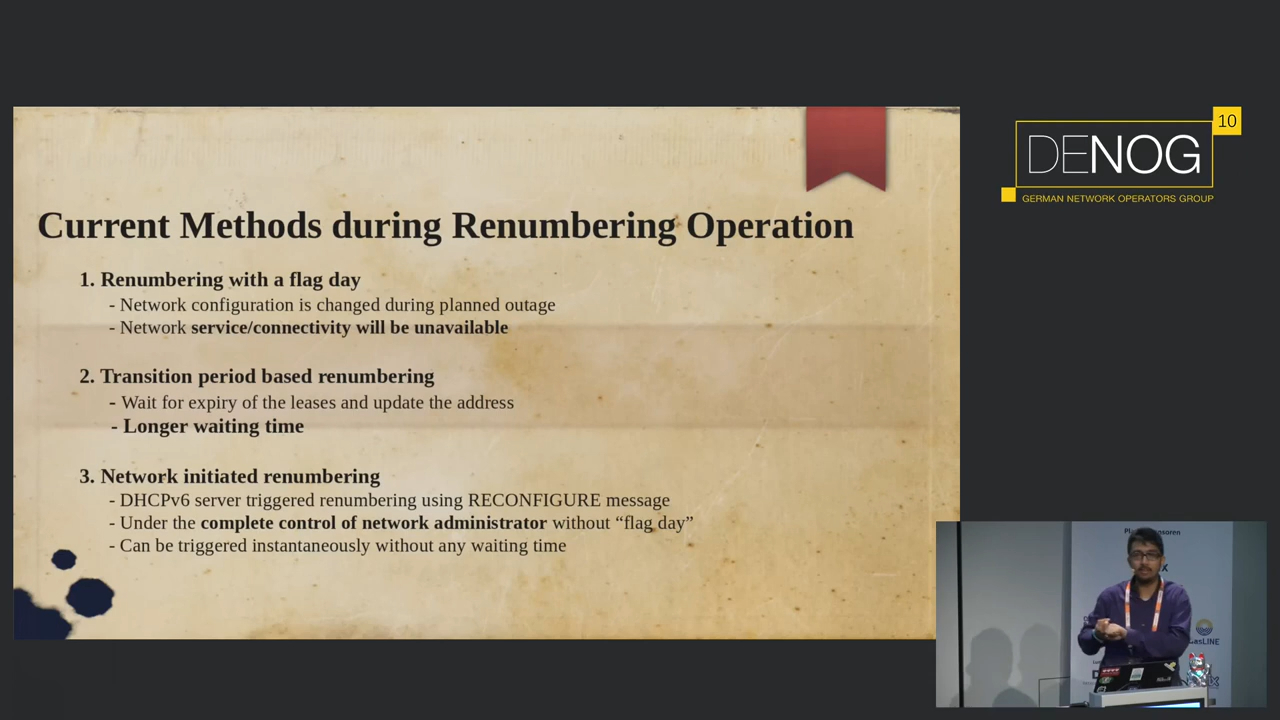 Current Methods during Renumbering Operation
1. Renumbering with a flag day
- Network configuration is changed during planned outage
- Network service/connectivity will be unavailable
2. Transition period based renumbering
- Wait for expiry of the leases and update the address
- Longer waiting time
3. Network initiated renumbering
- DHCPv6 server triggered renumbering using RECONFIGURE message
- Under the complete control of network administrator without “flag day”
- Can be triggered instantaneously without any waiting time
10
DENOG
GERMAN NETWORK OPERATORS GROUP